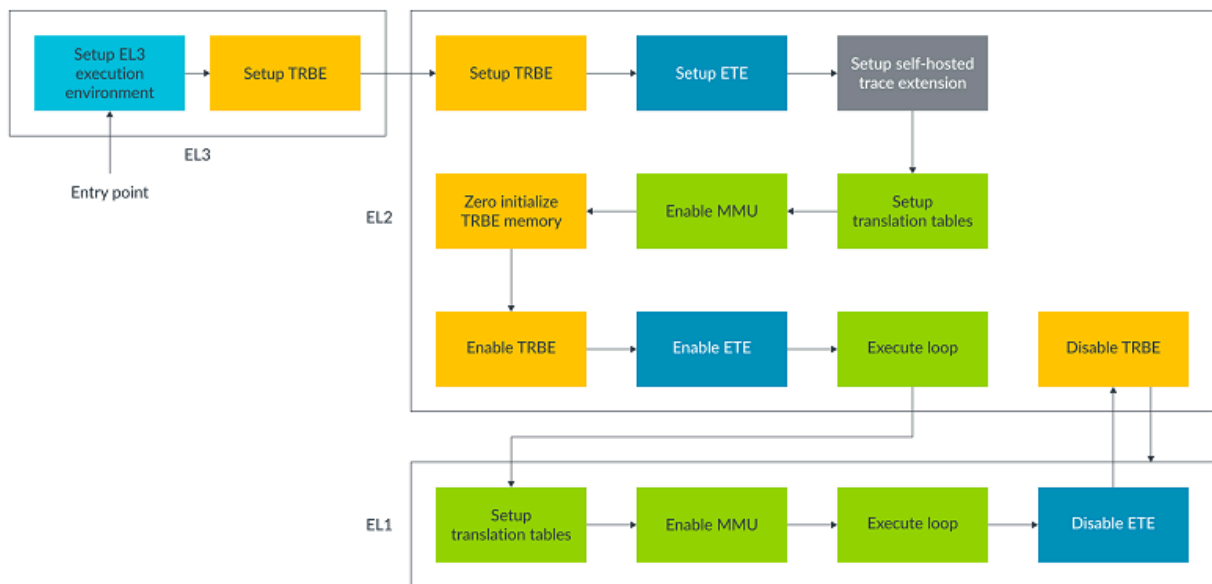 Setup EL3
execution
environment
Setup TRBE
EL3
Entry point
Setup TRBE
Setup ETE
Setup self-hosted
trace extension
EL2
Zero initialize
TRBE memory
Enable MMU
Setup
translation tables
Enable TRBE
Enable ETE
Execute loop
Disable TRBE
EL1
Setup
translation tables
Enable MMU
Execute loop
Disable ETE